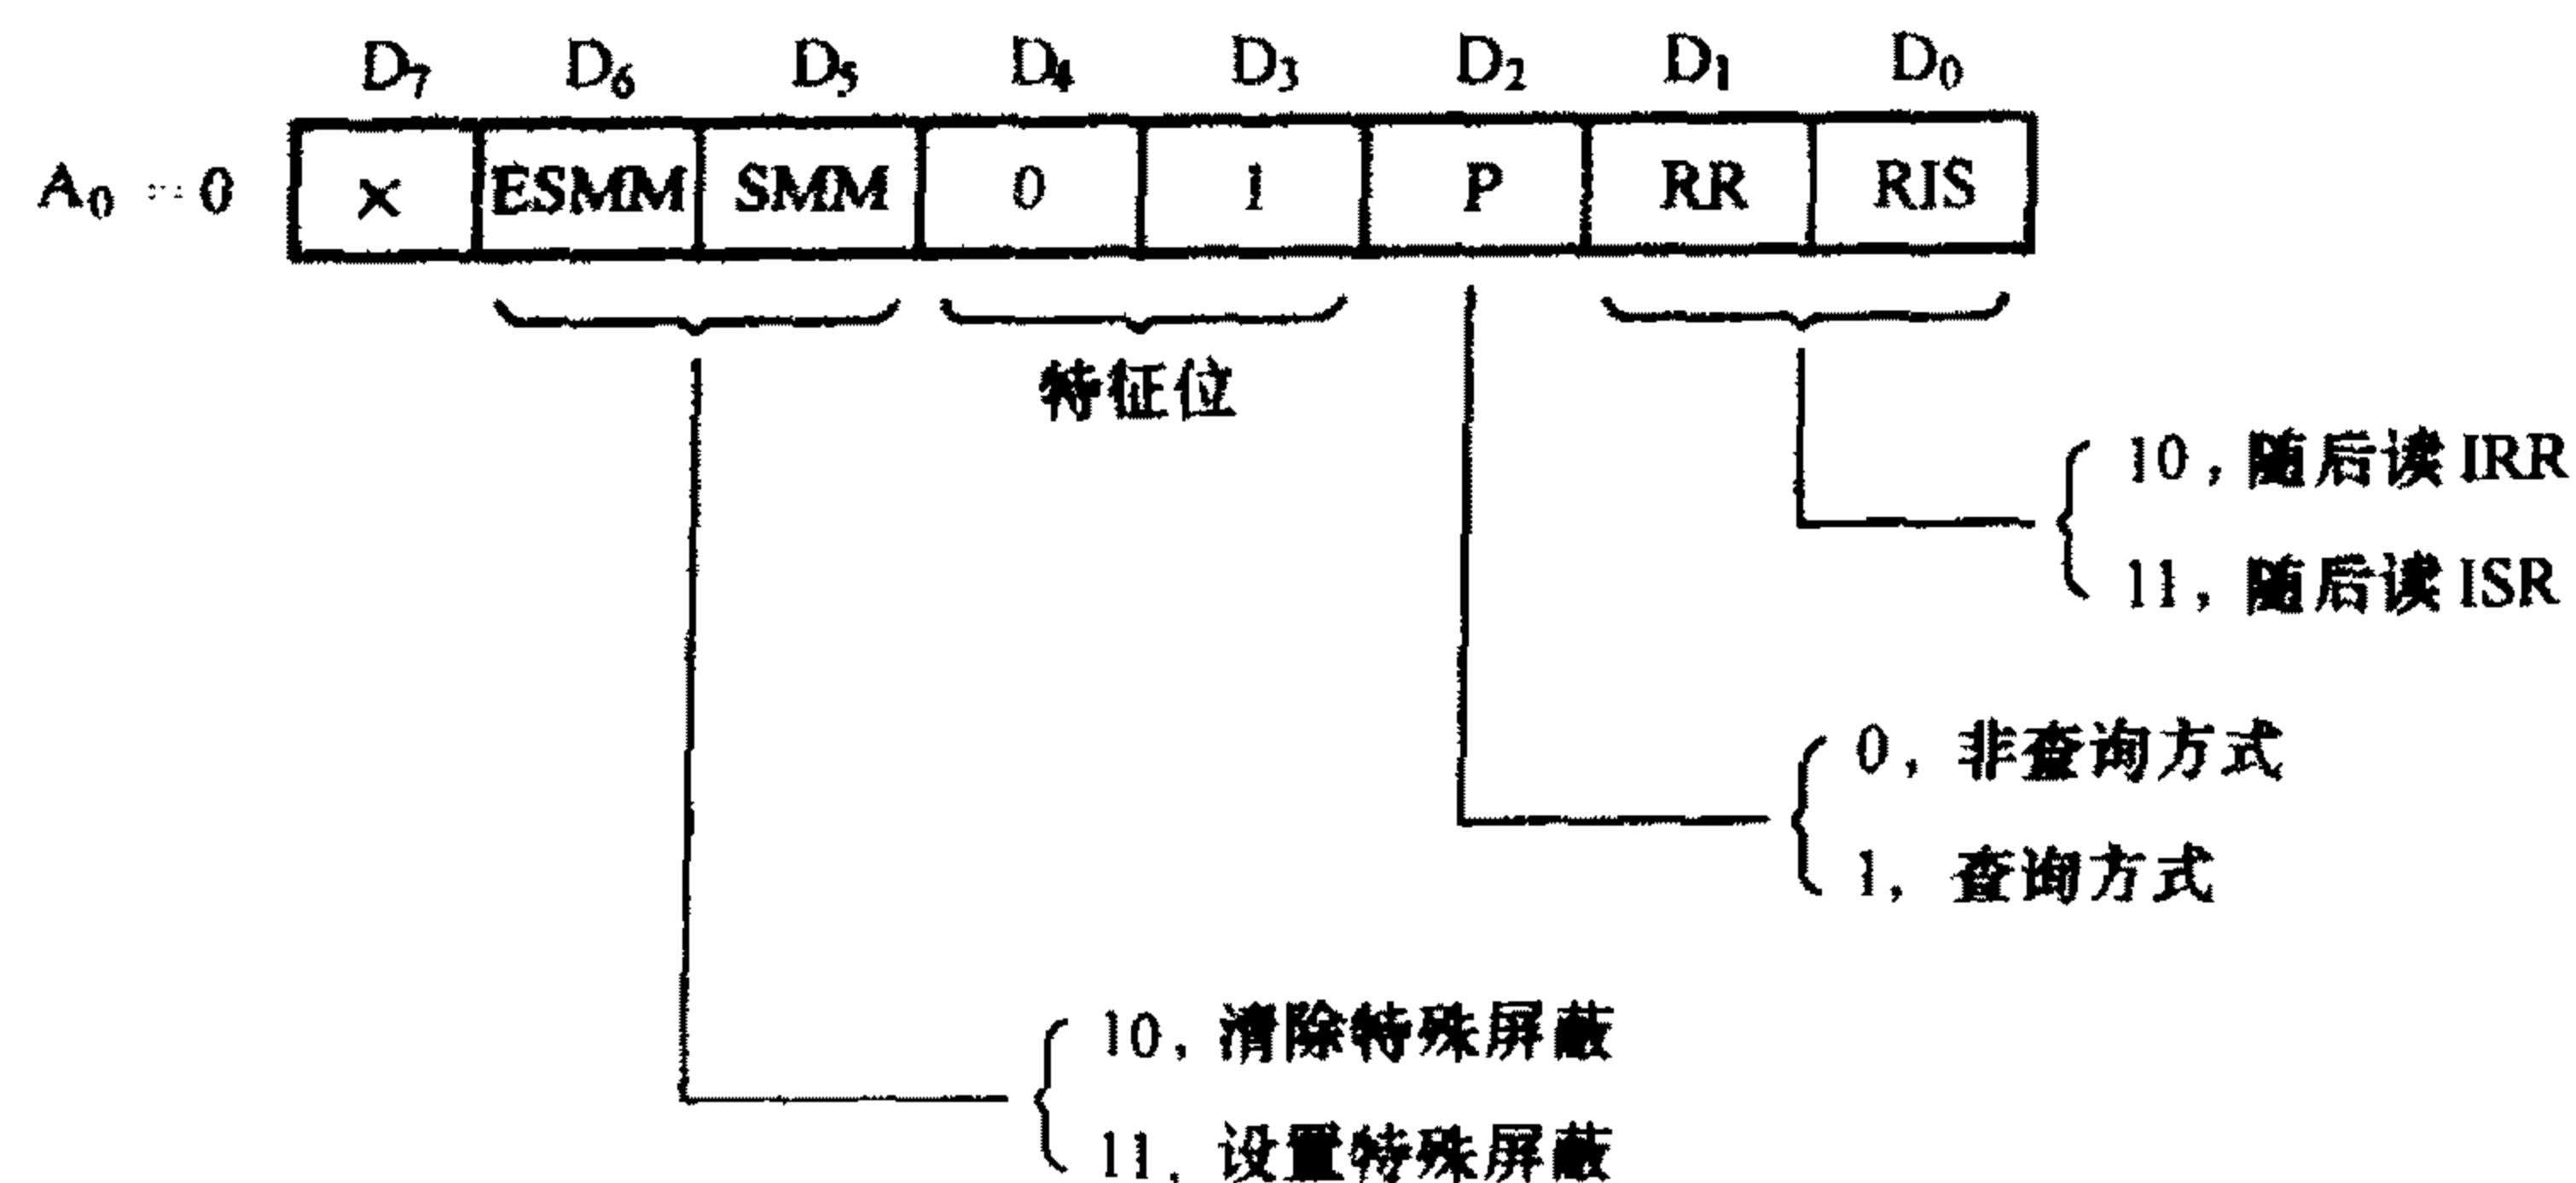 D₇ D₆ D₅ D₄ D₃ D₂ D₁ D₀
A₀ = 0 × ESMM SMM 0 1 P RR RIS
特征位
10，随后读 IRR
11，随后读 ISR
0，非查询方式
1，查询方式
10，清除特殊屏蔽
11，设置特殊屏蔽